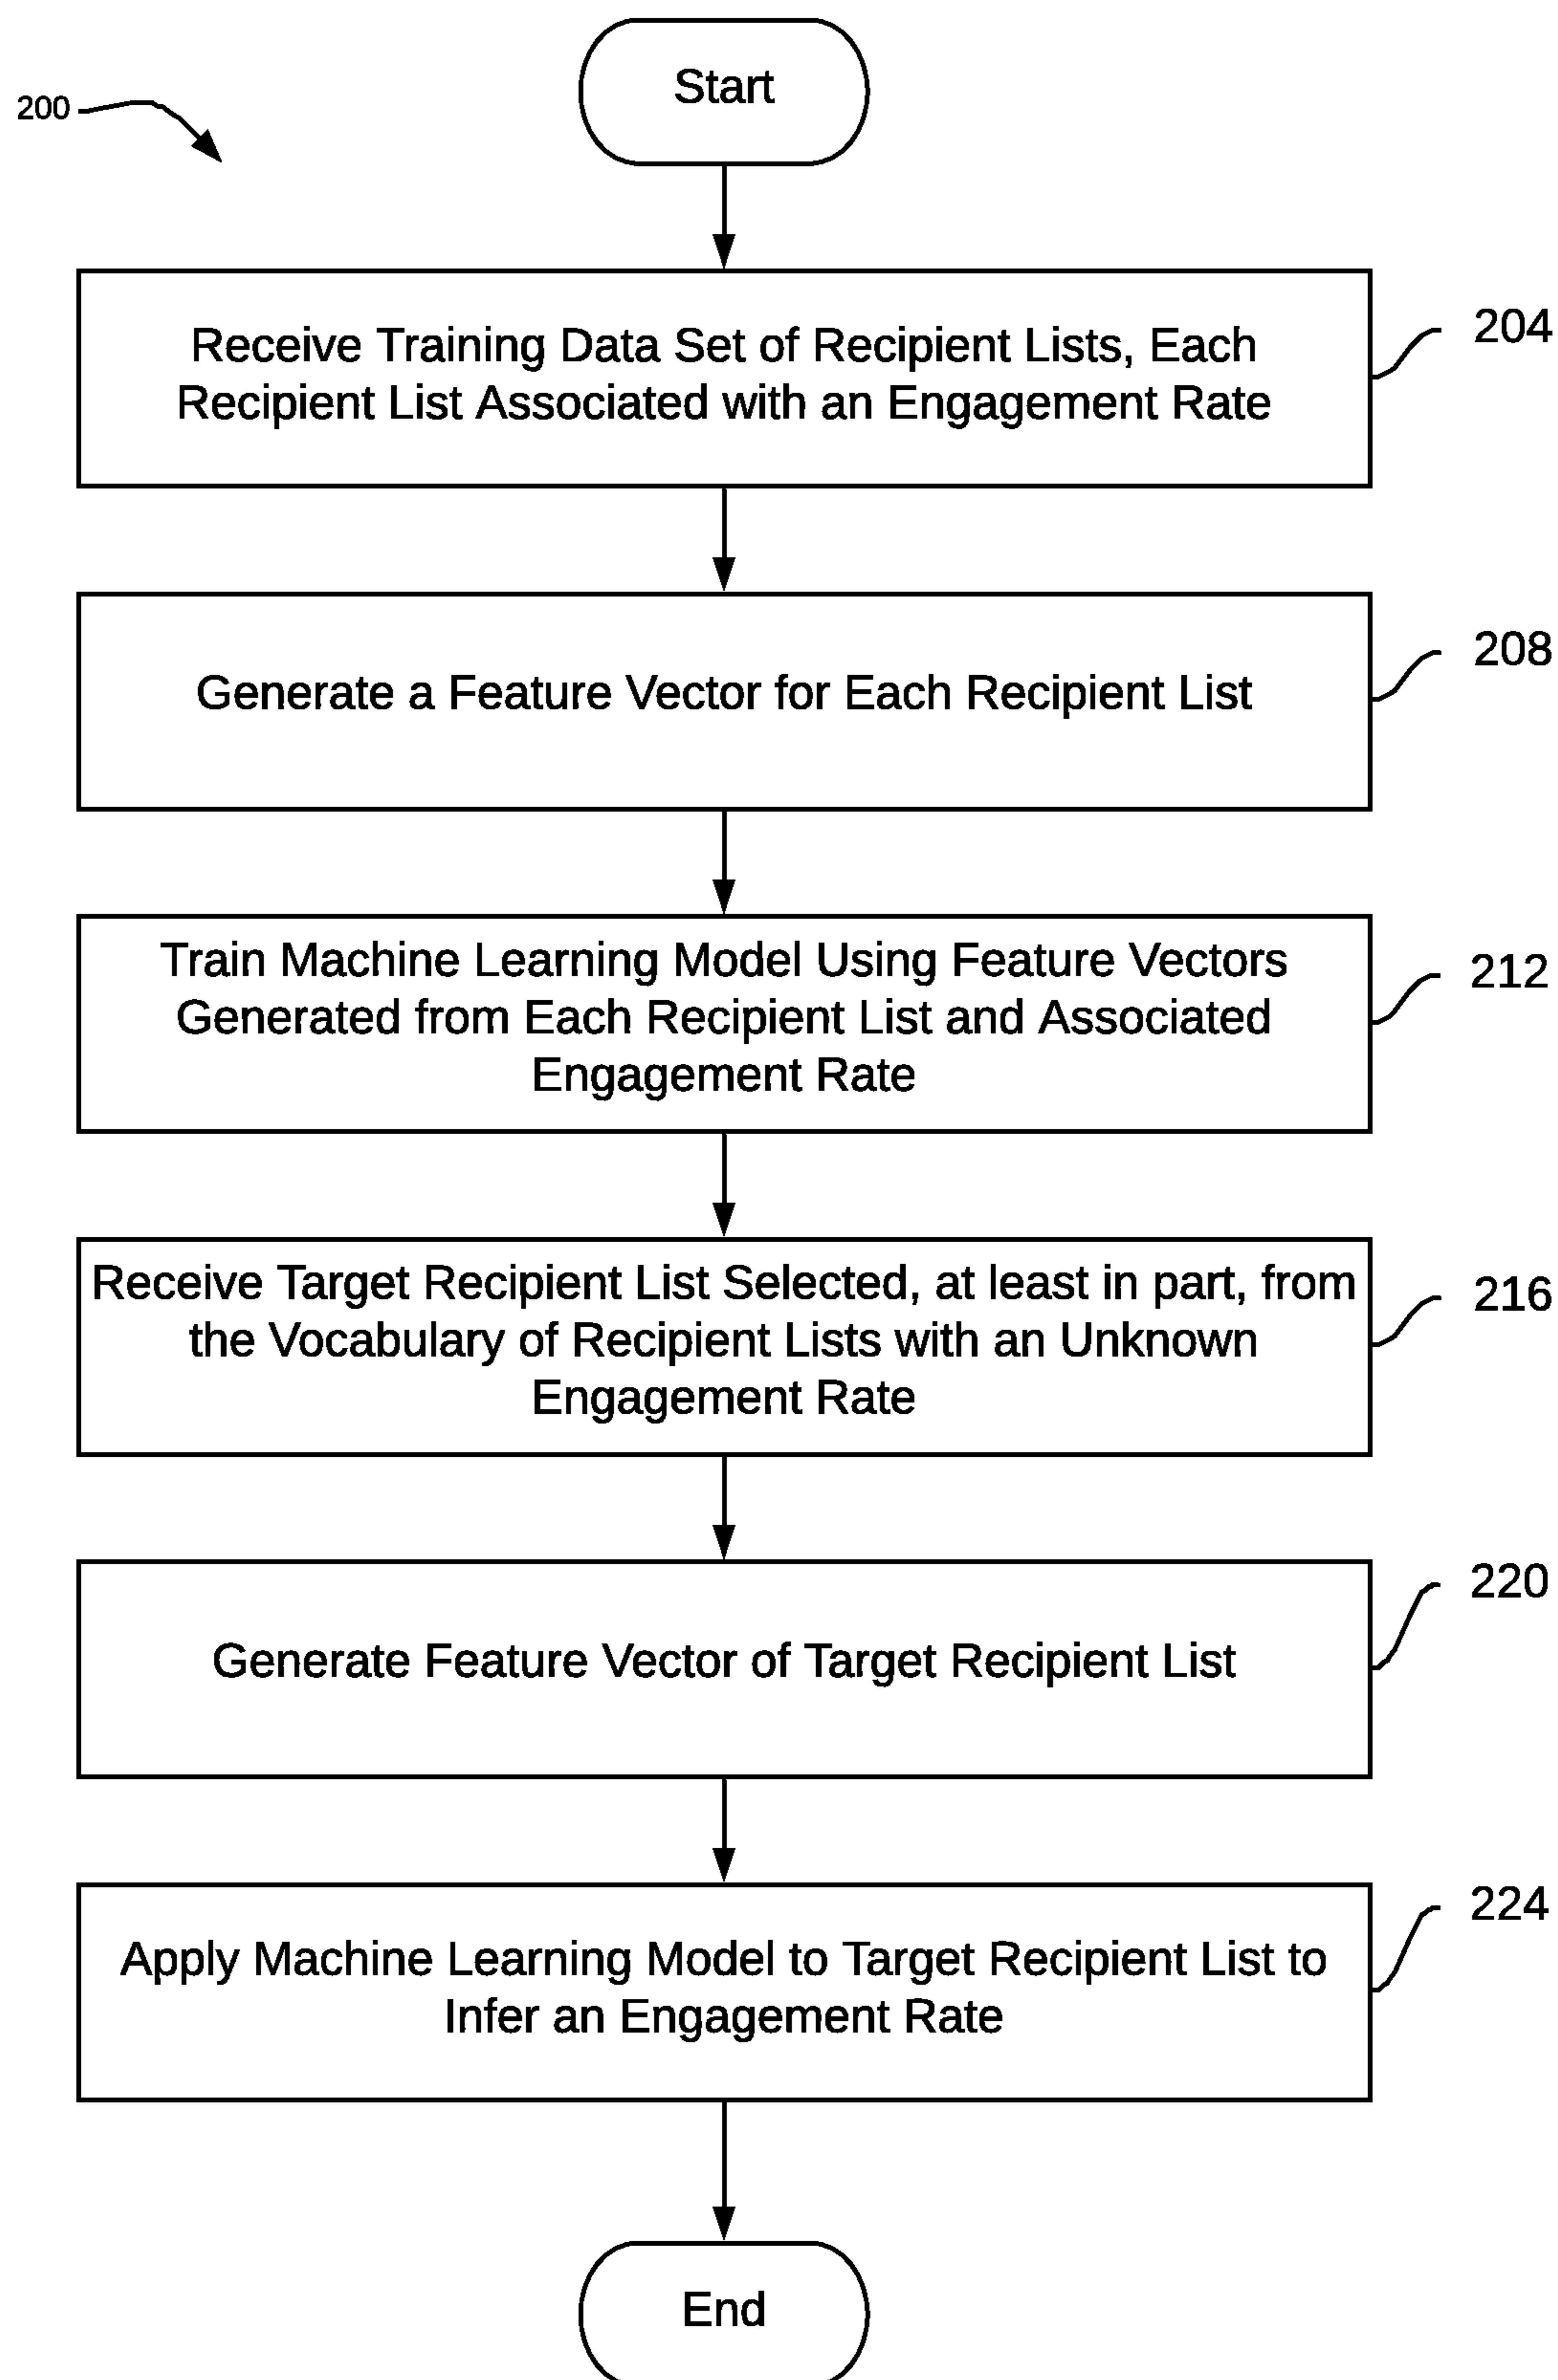 Start
200
Receive Training Data Set of Recipient Lists, Each
Recipient List Associated with an Engagement Rate
204
Generate a Feature Vector for Each Recipient List
208
Train Machine Learning Model Using Feature Vectors
Generated from Each Recipient List and Associated
Engagement Rate
212
Receive Target Recipient List Selected, at least in part, from
the Vocabulary of Recipient Lists with an Unknown
Engagement Rate
216
Generate Feature Vector of Target Recipient List
220
Apply Machine Learning Model to Target Recipient List to
Infer an Engagement Rate
224
End